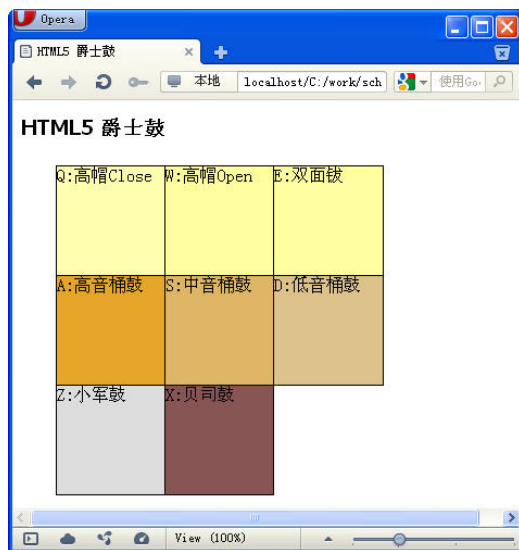 Opera
HTML5 爵士鼓
本地 localhost/C:/work/sch 使用Go
HTML5 爵士鼓
Q:高帽Close W:高帽Open E:双面钹
A:高音桶鼓 S:中音桶鼓 D:低音桶鼓
Z:小军鼓 X:贝司鼓
View (100%)